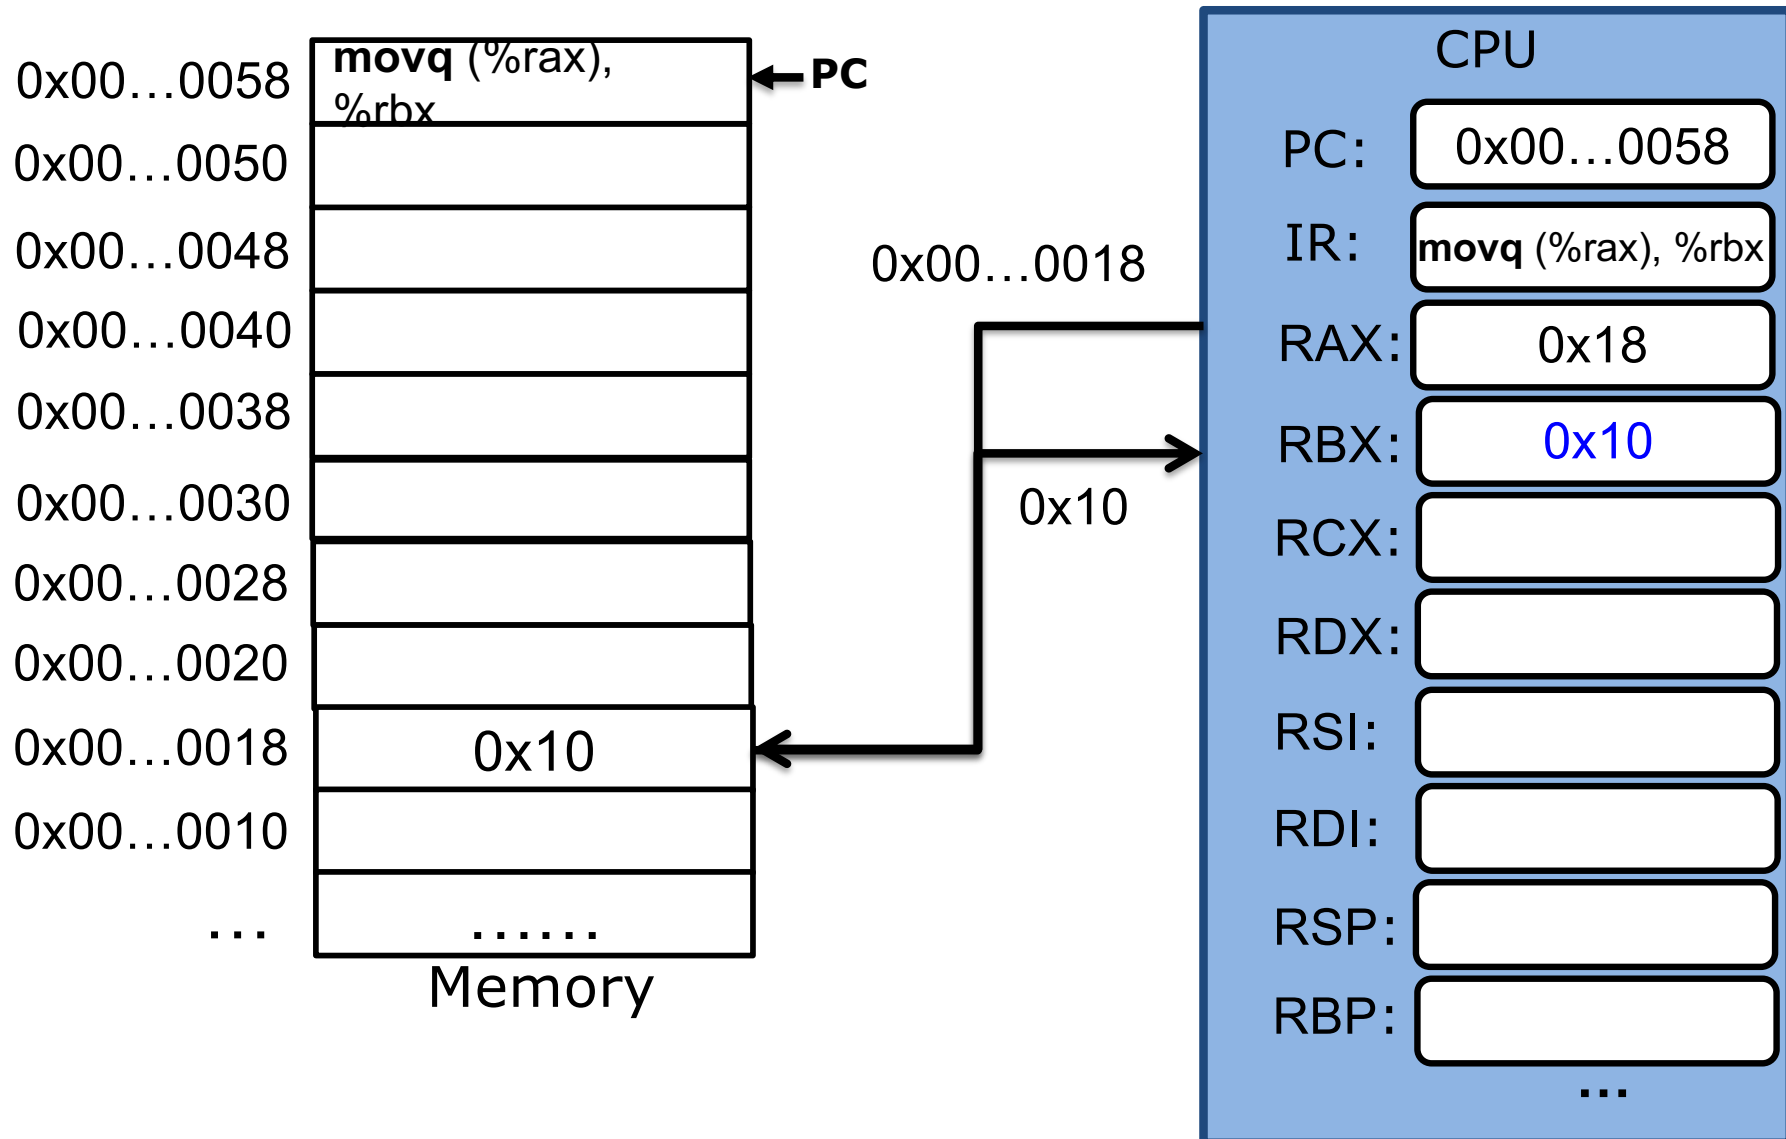 0x00…0058
movq (%rax),
%rbx
PC
0x00…0050
0x00…0048
0x00…0040
0x00…0038
0x00…0030
0x00…0028
0x00…0020
0x00…0018
0x10
0x00…0010
…
……
Memory
0x00…0018
0x10
CPU
PC: 0x00…0058
IR: movq (%rax), %rbx
RAX: 0x18
RBX: 0x10
RCX:
RDX:
RSI:
RDI:
RSP:
RBP:
…